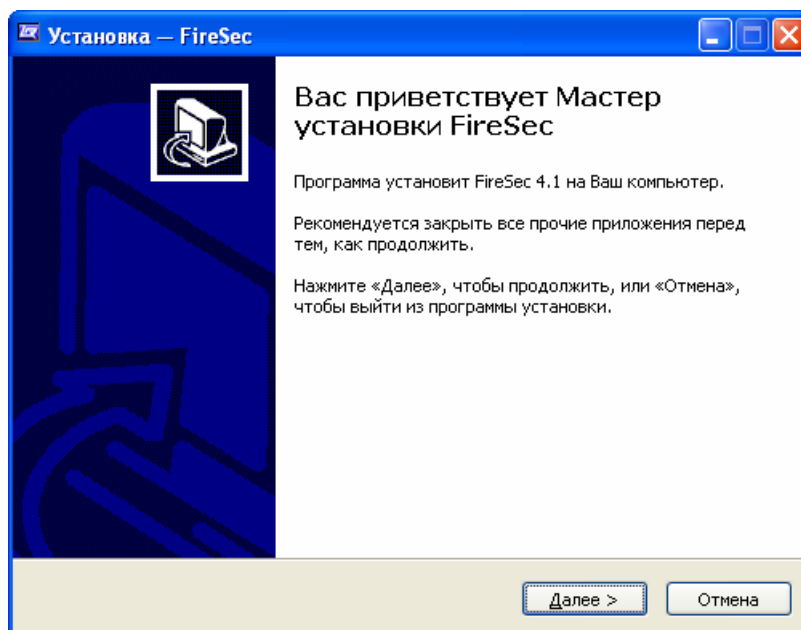 Установка — FireSec
Вас приветствует Мастер
установки FireSec
Программа установит FireSec 4.1 на Ваш компьютер.
Рекомендуется закрыть все прочие приложения перед
тем, как продолжить.
Нажмите «Далее», чтобы продолжить, или «Отмена»,
чтобы выйти из программы установки.
Далее >
Отмена